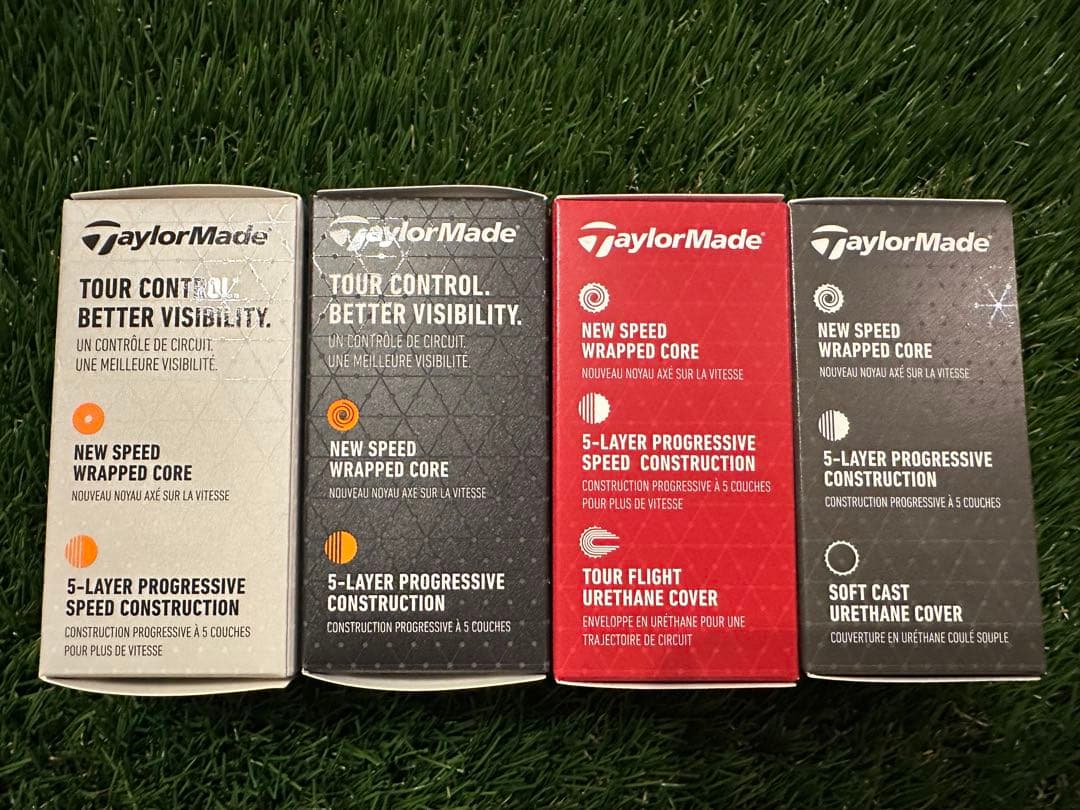 TaylorMade
TOUR CONTROL.
BETTER VISIBILITY.
UN CONTRÔLE DE CIRCUIT.
UNE MEILLEURE VISIBILITÉ.
NEW SPEED
WRAPPED CORE
NOUVEAU NOYAU AXÉ SUR LA VITESSE
5-LAYER PROGRESSIVE
SPEED CONSTRUCTION
CONSTRUCTION PROGRESSIVE À 5 COUCHES
POUR PLUS DE VITESSE
TaylorMade
TOUR CONTROL.
BETTER VISIBILITY.
UN CONTRÔLE DE CIRCUIT.
UNE MEILLEURE VISIBILITÉ.
NEW SPEED
WRAPPED CORE
NOUVEAU NOYAU AXÉ SUR LA VITESSE
5-LAYER PROGRESSIVE
CONSTRUCTION
CONSTRUCTION PROGRESSIVE À 5 COUCHES
TaylorMade
NEW SPEED
WRAPPED CORE
NOUVEAU NOYAU AXÉ SUR LA VITESSE
5-LAYER PROGRESSIVE
SPEED CONSTRUCTION
CONSTRUCTION PROGRESSIVE À 5 COUCHES
POUR PLUS DE VITESSE
TOUR FLIGHT
URETHANE COVER
ENVELOPPE EN URÉTHANE POUR UNE
TRAJECTOIRE DE CIRCUIT
TaylorMade
NEW SPEED
WRAPPED CORE
NOUVEAU NOYAU AXÉ SUR LA VITESSE
5-LAYER PROGRESSIVE
CONSTRUCTION
CONSTRUCTION PROGRESSIVE À 5 COUCHES
SOFT CAST
URETHANE COVER
COUVERTURE EN URÉTHANE COULÉ SOUPLE